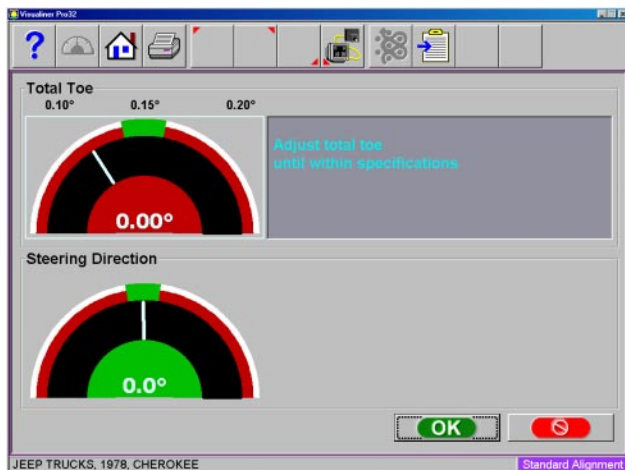 Visualiner Pro32
?
Total Toe
0.10° 0.15° 0.20°
0.00°
Adjust total toe
until within specifications
Steering Direction
0.0°
OK
JEEP TRUCKS, 1978, CHEROKEE
Standard Alignment